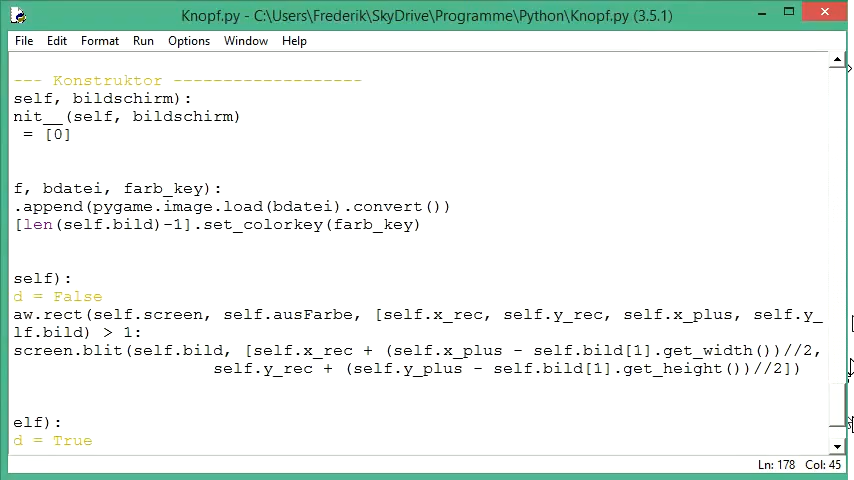 Knopf.py - C:\Users\Frederik\SkyDrive\Programme\Python\Knopf.py (3.5.1)
File Edit Format Run Options Window Help
--- Konstruktor -------------------
self, bildschirm):
nit__(self, bildschirm)
= [0]
f, bdatei, farb_key):
.append(pygame.image.load(bdatei).convert())
[len(self.bild)-1].set_colorkey(farb_key)
self):
d = False
aw.rect(self.screen, self.ausFarbe, [self.x_rec, self.y_rec, self.x_plus, self.y_
lf.bild) > 1:
screen.blit(self.bild, [self.x_rec + (self.x_plus - self.bild[1].get_width())//2,
self.y_rec + (self.y_plus - self.bild[1].get_height())//2])
elf):
d = True
Ln: 178 Col: 45